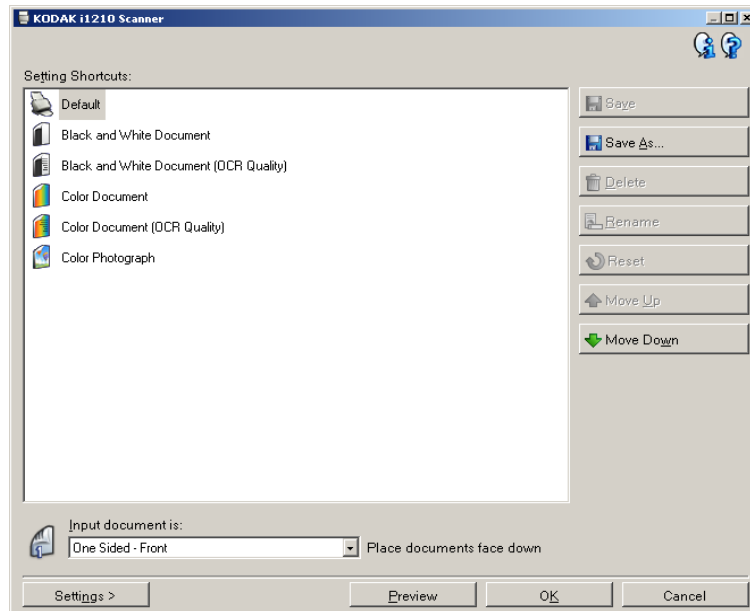 KODAK i1210 Scanner
Setting Shortcuts:
Default
Black and White Document
Black and White Document (OCR Quality)
Color Document
Color Document (OCR Quality)
Color Photograph
Save
Save As...
Delete
Rename
Reset
Move Up
Move Down
Input document is:
One Sided - Front
Place documents face down
Settings >
Preview
OK
Cancel